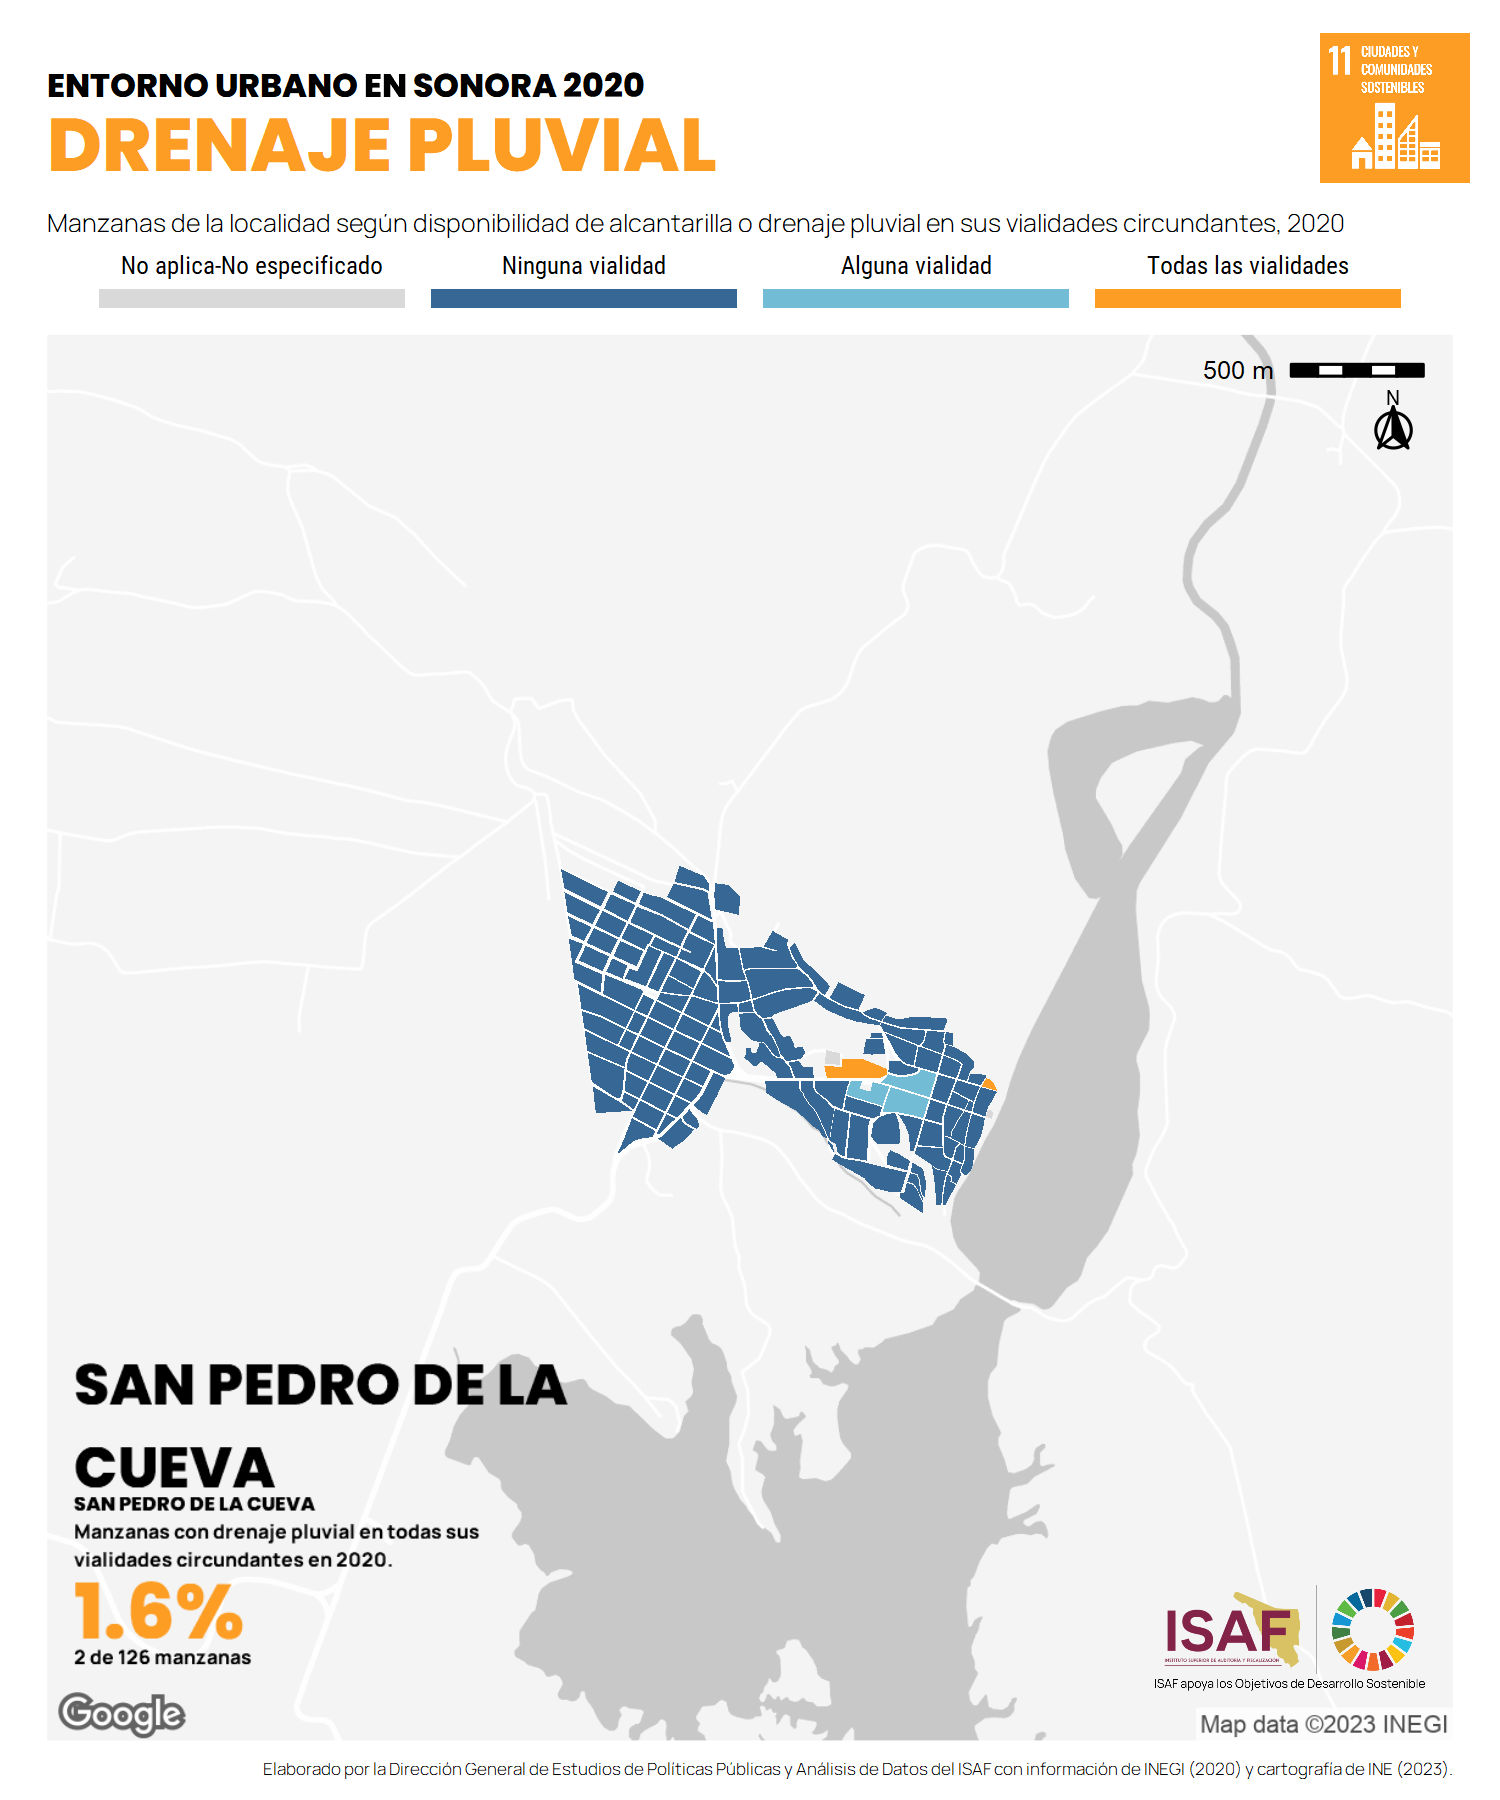 ENTORNO URBANO EN SONORA 2020
DRENAJE PLUVIAL
11 CIUDADES Y
COMUNIDADES
SOSTENIBLES
Manzanas de la localidad según disponibilidad de alcantarilla o drenaje pluvial en sus vialidades circundantes, 2020
No aplica-No especificado
Ninguna vialidad
Alguna vialidad
Todas las vialidades
500 m
N
SAN PEDRO DE LA
CUEVA
SAN PEDRO DE LA CUEVA
Manzanas con drenaje pluvial en todas sus
vialidades circundantes en 2020.
1.6%
2 de 126 manzanas
Google
ISAF
INSTITUTO SUPERIOR DE AUDITORÍA Y FISCALIZACIÓN
ISAF apoya los Objetivos de Desarrollo Sostenible
Map data ©2023 INEGI
Elaborado por la Dirección General de Estudios de Políticas Públicas y Análisis de Datos del ISAF con información de INEGI (2020) y cartografía de INE (2023).